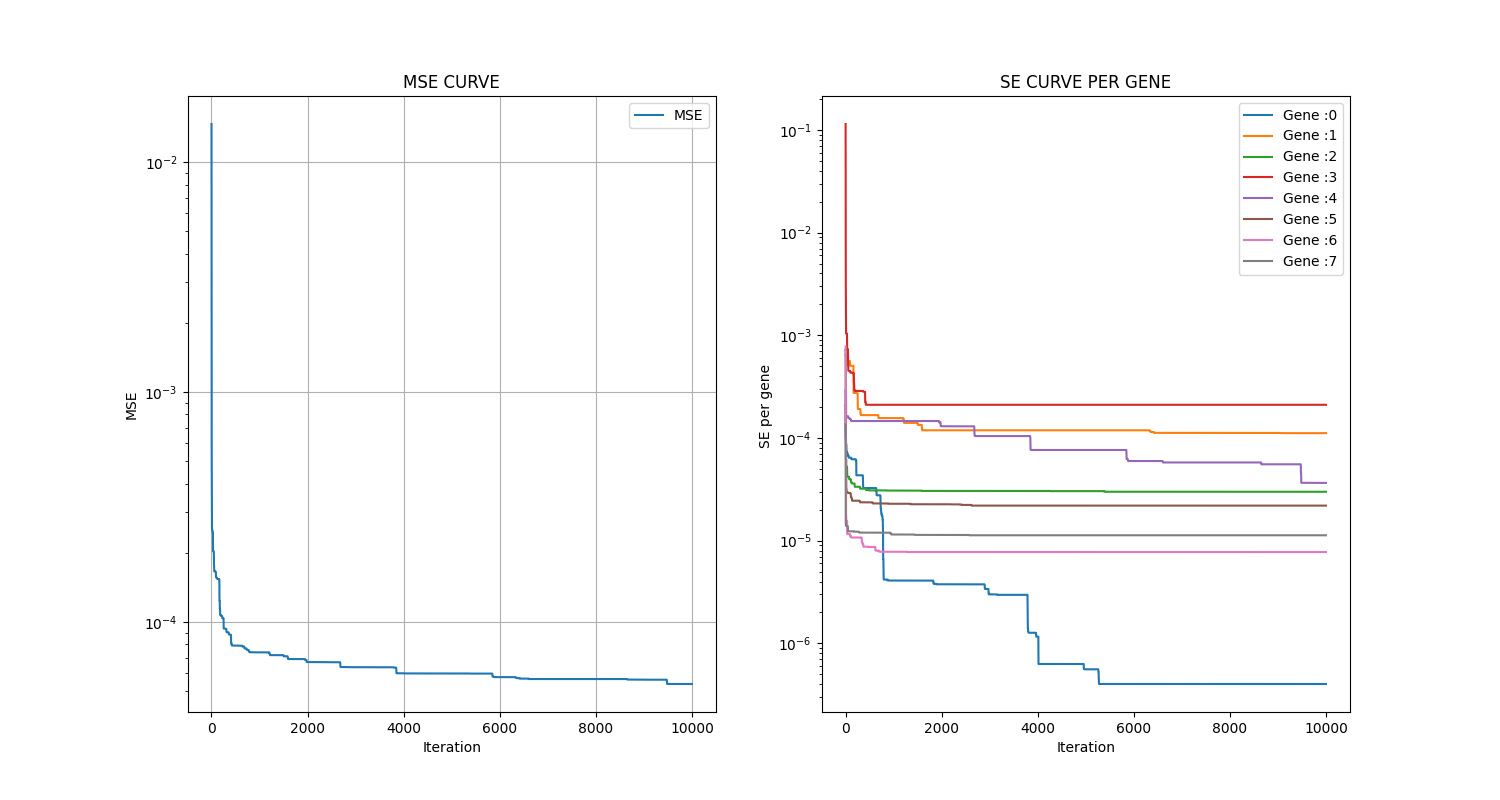 MSE CURVE
MSE
10⁻²
10⁻³
10⁻⁴
MSE
0 2000 4000 6000 8000 10000
Iteration
SE CURVE PER GENE
Gene :0
Gene :1
Gene :2
Gene :3
Gene :4
Gene :5
Gene :6
Gene :7
10⁻¹
10⁻²
10⁻³
10⁻⁴
10⁻⁵
10⁻⁶
SE per gene
0 2000 4000 6000 8000 10000
Iteration